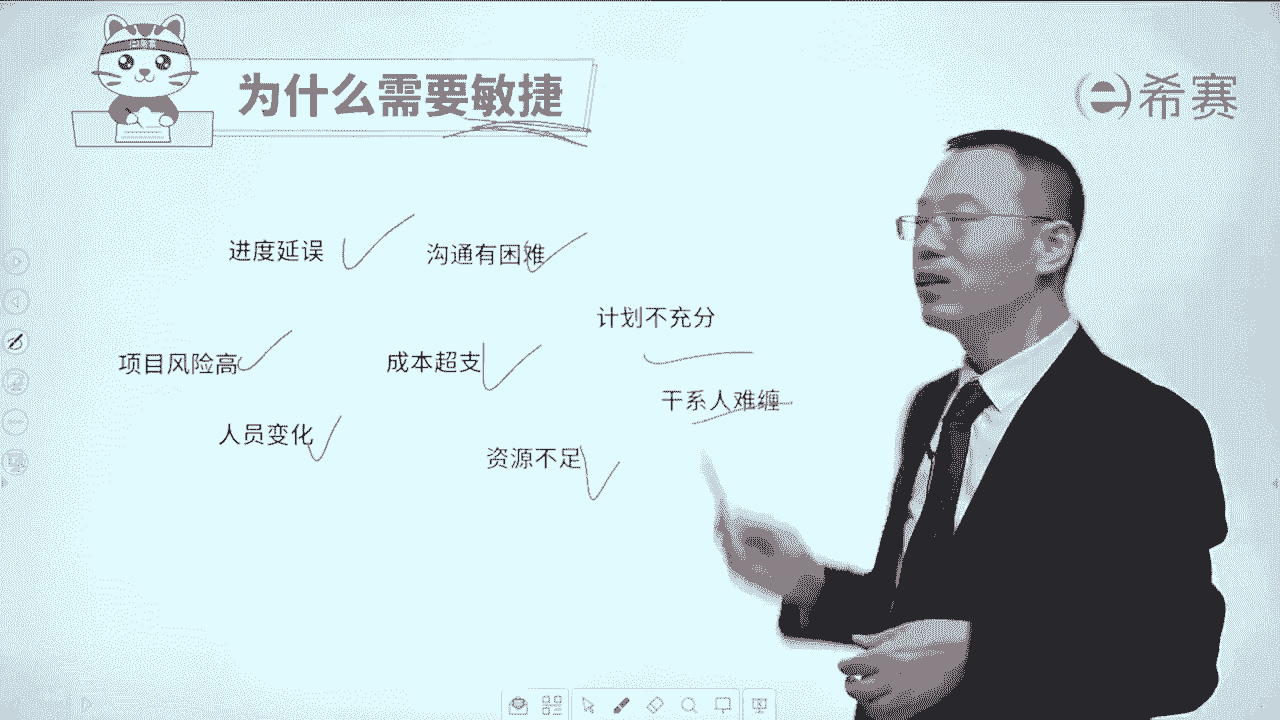 为什么需要敏捷
希赛
进度延误
沟通有困难
计划不充分
项目风险高
成本超支
干系人难缠
人员变化
资源不足